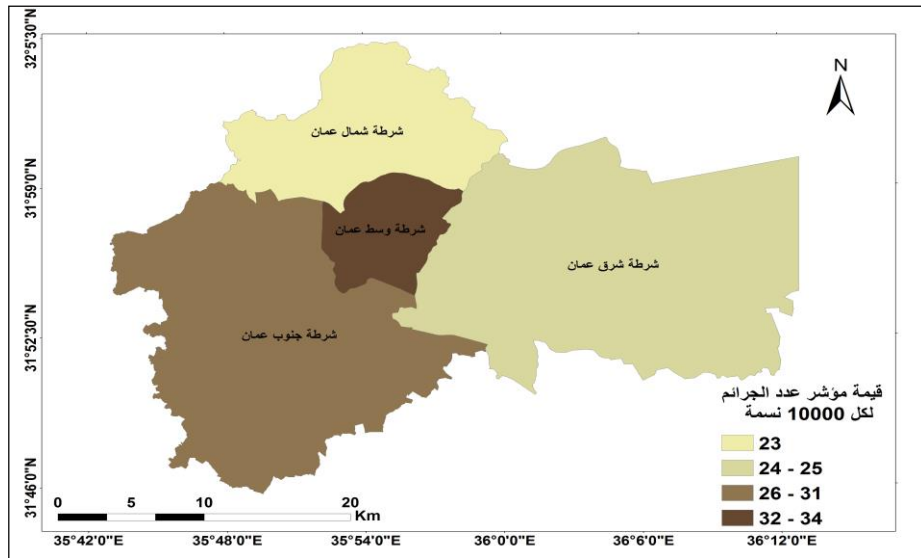 32°5'30"N
31°59'0"N
31°52'30"N
31°46'0"N
N
شرطة شمال عمان
شرطة وسط عمان
شرطة شرق عمان
شرطة جنوب عمان
قيمة مؤشر عدد الجرائم
لكل 10000 نسمة
23
24 - 25
26 - 31
32 - 34
0 5 10 20
Km
35°42'0"E 35°48'0"E 35°54'0"E 36°0'0"E 36°6'0"E 36°12'0"E